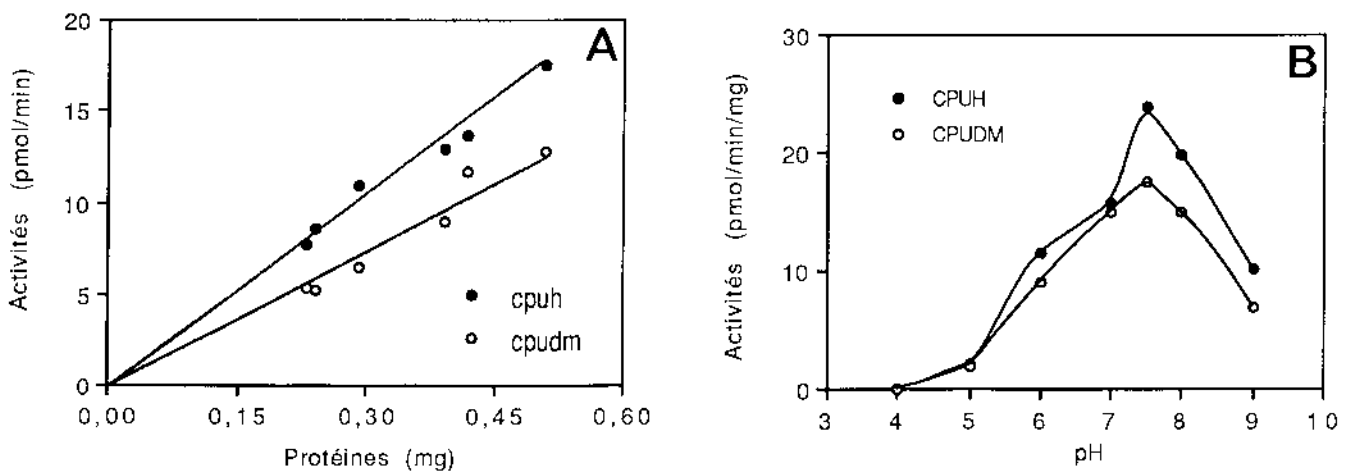 A
Activités (pmol/min)
20
15
10
5
0
0,00
0,15
0,30
0,45
0,60
Protéines (mg)
cpuh
cpudm
B
Activités (pmol/min/mg)
30
20
10
0
3
4
5
6
7
8
9
10
pH
CPUH
CPUDM